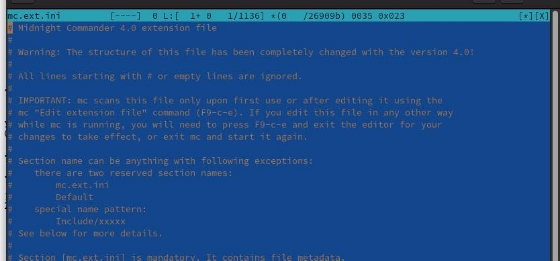 mc.ext.ini [----] 0 L:[ 1+ 0 1/1136] *(0 /26909b) 0035 0x023 [*][X]
# Midnight Commander 4.0 extension file
#
# Warning: The structure of this file has been completely changed with the version 4.0!
#
# All lines starting with # or empty lines are ignored.
#
# IMPORTANT: mc scans this file only upon first use or after editing it using the
# mc "Edit extension file" command (F9-c-e). If you edit this file in any other way
# while mc is running, you will need to press F9-c-e and exit the editor for your
# changes to take effect, or exit mc and start it again.
#
# Section name can be anything with following exceptions:
# there are two reserved section names:
# mc.ext.ini
# Default
# special name pattern:
# Include/xxxxx
# See below for more details.
#
# Section [mc.ext.ini] is mandatory. It contains file metadata.